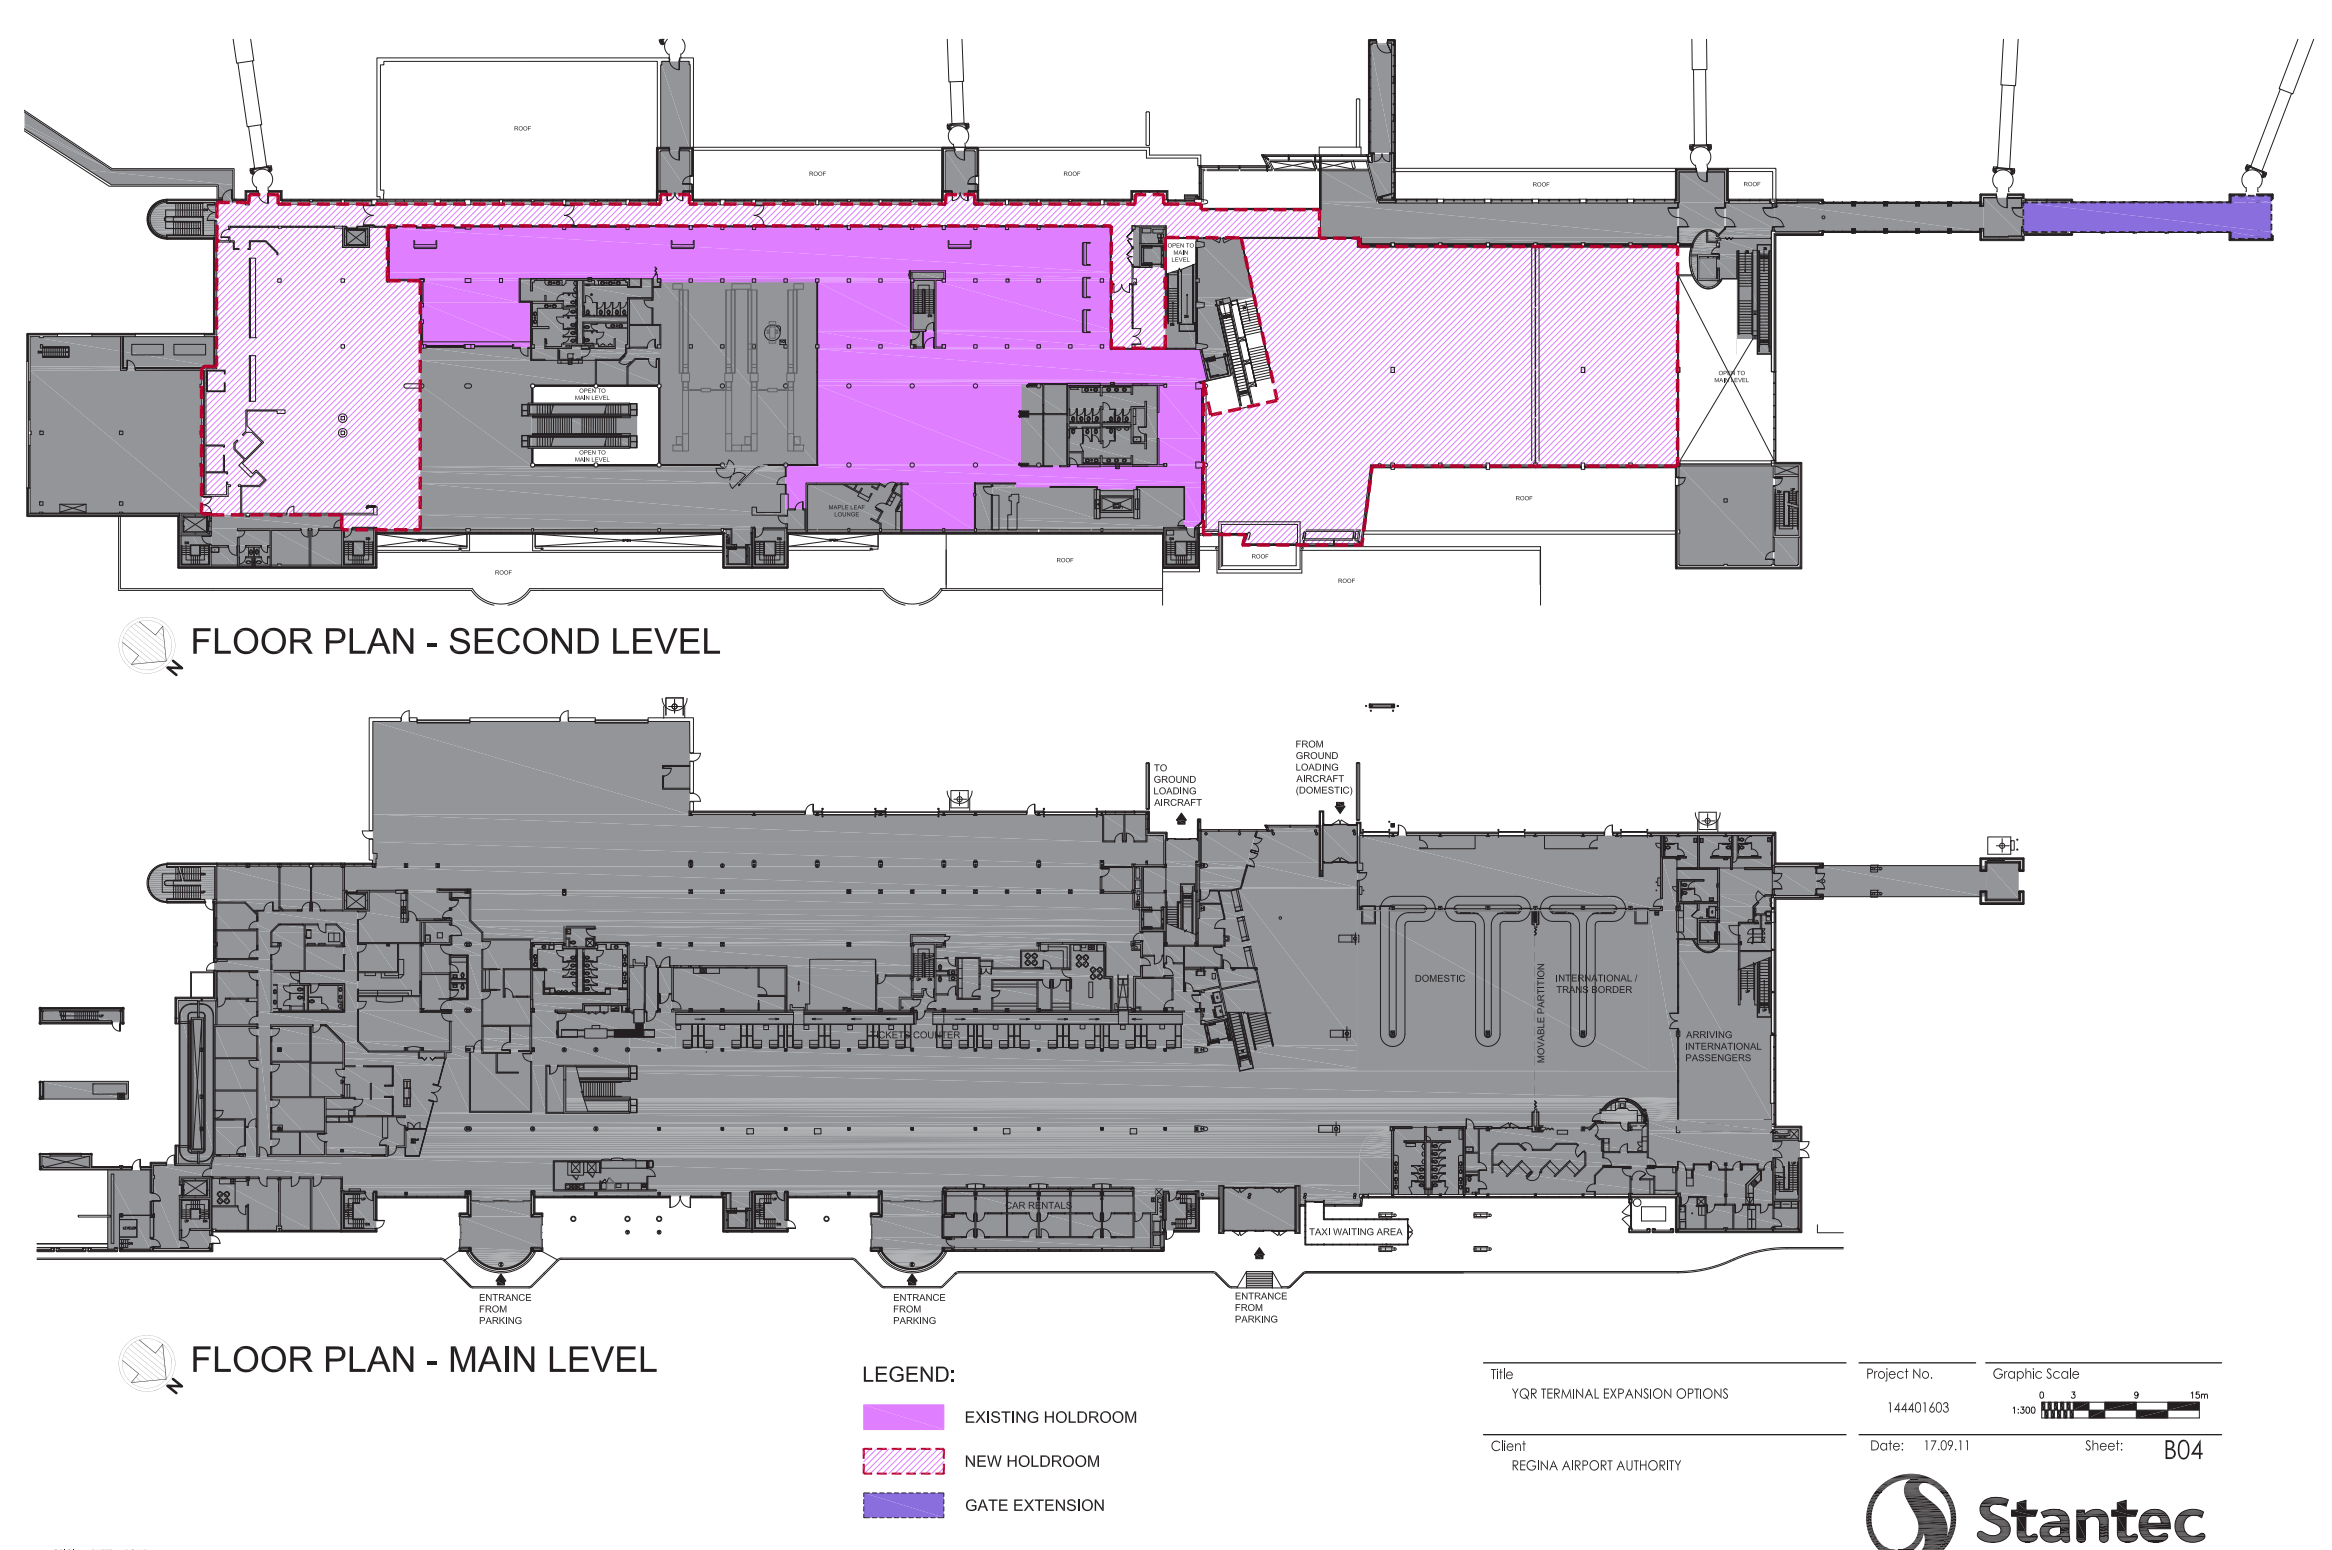 ROOF
ROOF
ROOF
ROOF
ROOF
OPEN TO
MAIN
LEVEL
OPEN TO
MAIN LEVEL
OPEN TO
MAIN LEVEL
OPEN TO
MAIN LEVEL
ROOF
MAPLE LEAF
LOUNGE
ROOF
ROOF
ROOF
ROOF
N
FLOOR PLAN - SECOND LEVEL
TO
GROUND
LOADING
AIRCRAFT
FROM
GROUND
LOADING
AIRCRAFT
(DOMESTIC)
DOMESTIC
MOVABLE PARTITION
INTERNATIONAL /
TRANS BORDER
TICKETS COUNTER
ARRIVING
INTERNATIONAL
PASSENGERS
CAR RENTALS
TAXI WAITING AREA
ENTRANCE
FROM
PARKING
ENTRANCE
FROM
PARKING
ENTRANCE
FROM
PARKING
N
FLOOR PLAN - MAIN LEVEL
LEGEND:
EXISTING HOLDROOM
NEW HOLDROOM
GATE EXTENSION
Title
YQR TERMINAL EXPANSION OPTIONS
Project No.
144401603
Graphic Scale
0 3 9 15m
1:300
Client
REGINA AIRPORT AUTHORITY
Date: 17.09.11
Sheet: B04
Stantec